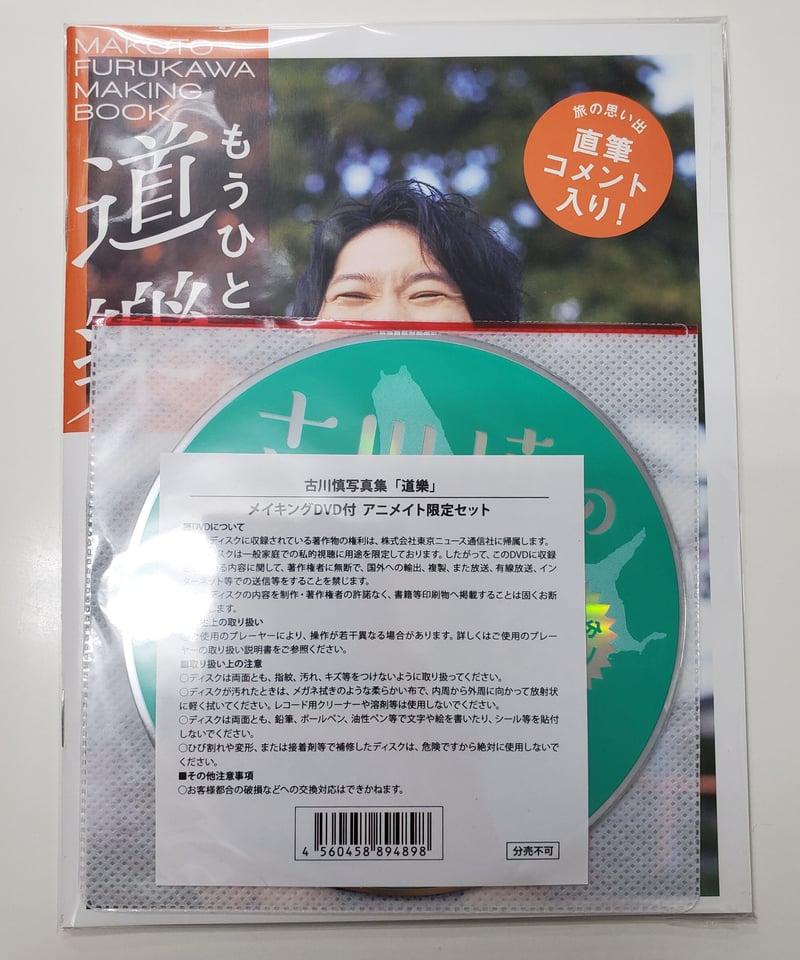 MAKOTO
FURUKAWA
MAKING
BOOK
もうひと
道
旅の思い出
直筆
コメント
入り!
古川慎の
古川慎写真集「道樂」
メイキングDVD付 アニメイト限定セット
DVDについて
ディスクに収録されている著作物の権利は、株式会社東京ニュース通信社に帰属します。
スクは一般家庭での私的視聴に用途を限定しております。したがって、このDVDに収録
る内容に関して、著作権者に無断で、国外への輸出、複製、また放送、有線放送、イン
ターネット等での送信等をすることを禁じます。
ディスクの内容を制作・著作権者の許諾なく、書籍等印刷物へ掲載することは固くお断
します。
上の取り扱い
ご使用のプレーヤーにより、操作が若干異なる場合があります。詳しくはご使用のプレー
ヤーの取り扱い説明書をご参照ください。
■取り扱い上の注意
○ディスクは両面とも、指紋、汚れ、キズ等をつけないように取り扱ってください。
○ディスクが汚れたときは、メガネ拭きのような柔らかい布で、内周から外周に向かって放射状
に軽く拭いてください。レコード用クリーナーや溶剤等は使用しないでください。
○ディスクは両面とも、鉛筆、ボールペン、油性ペン等で文字や絵を書いたり、シール等を貼付
しないでください。
○ひび割れや変形、または接着剤等で補修したディスクは、危険ですから絶対に使用しないで
ください。
■その他注意事項
○お客様都合の破損などへの交換対応はできかねます。
4 560458 894898
分売不可